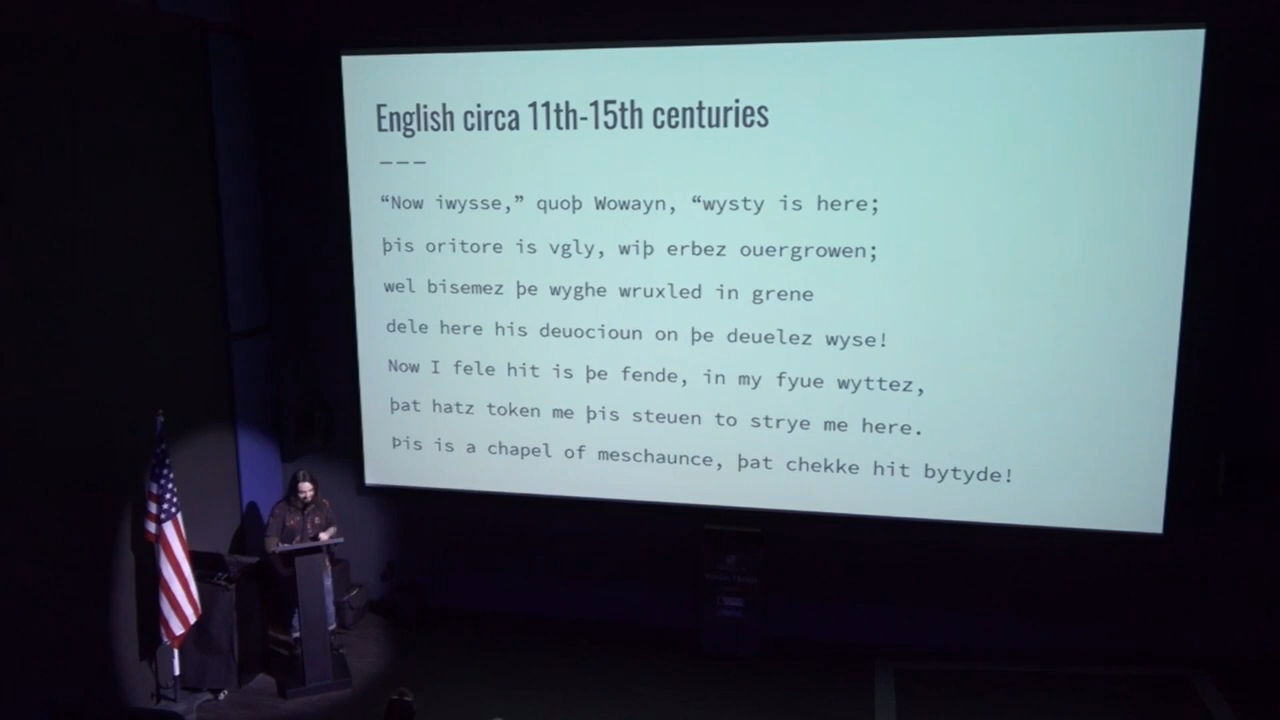 English circa 11th-15th centuries
———
“Now iwysse,” quoþ Wowayn, “wysty is here;
þis oritore is vgly, wiþ erbez ouergrowen;
wel bisemez þe wyghe wruxled in grene
dele here his deuocioun on þe deuelez wyse!
Now I fele hit is þe fende, in my fyue wyttez,
þat hatz token me þis steuen to strye me here.
Þis is a chapel of meschaunce, þat chekke hit bytyde!